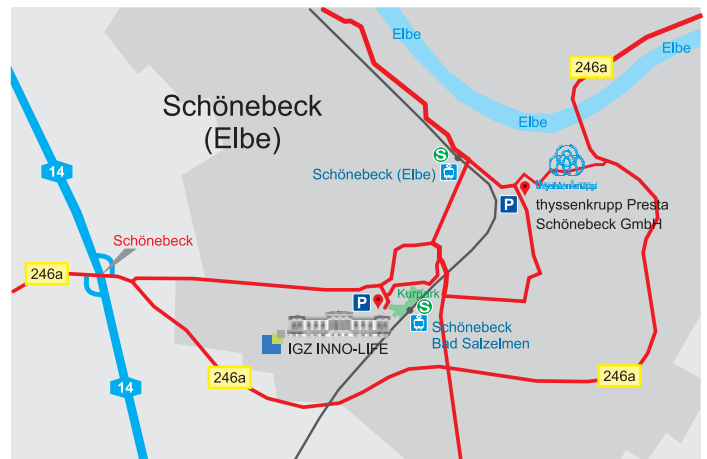 Elbe
Elbe
246a
Schönebeck
(Elbe)
Elbe
S
14
Schönebeck (Elbe)
P
thyssenkrupp Presta
Schönebeck GmbH
Schönebeck
246a
P
Kurpark
S
Schönebeck
Bad Salzelmen
IGZ INNO-LIFE
14
246a
246a